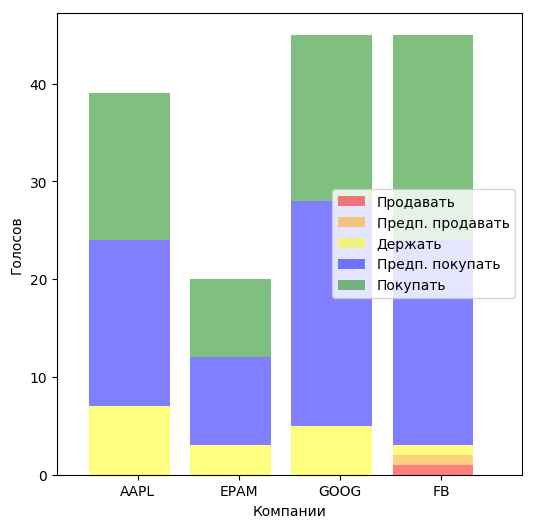 Голосов
40
30
20
10
0
Продавать
Предп. продавать
Держать
Предп. покупать
Покупать
AAPL EPAM GOOG FB
Компании